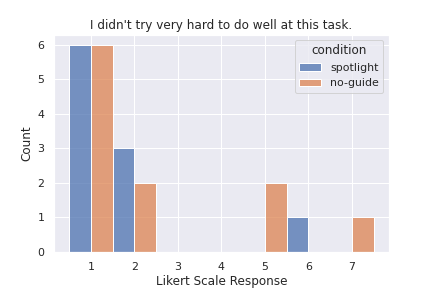 I didn't try very hard to do well at this task.
condition
spotlight
no-guide
6
5
4
3
2
1
0
Count
1 2 3 4 5 6 7
Likert Scale Response